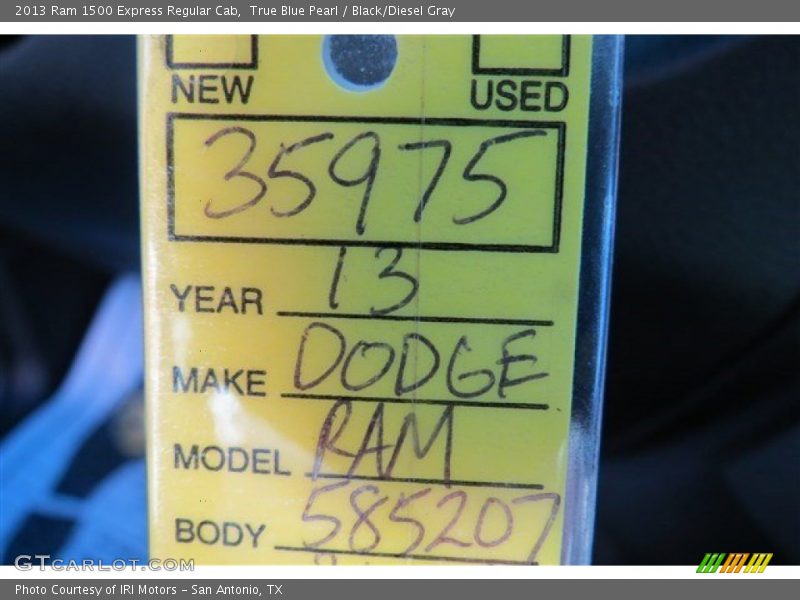 2013 Ram 1500 Express Regular Cab,  True Blue Pearl / Black/Diesel Gray
NEW USED
35975
YEAR 13
MAKE DODGE
MODEL RAM
BODY 585207
GTCARLOT.COM
Photo Courtesy of IRI Motors – San Antonio, TX